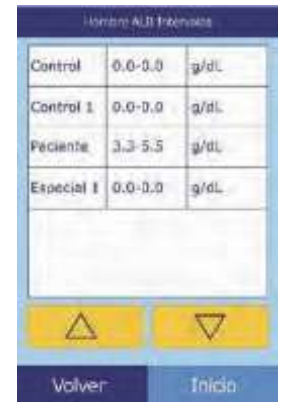 Hombre ALB Intervalos
Control 0.0-0.0 g/dL
Control 1 0.0-0.0 g/dL
Paciente 3.3-5.5 g/dL
Especial 1 0.0-0.0 g/dL
Volver Inicio